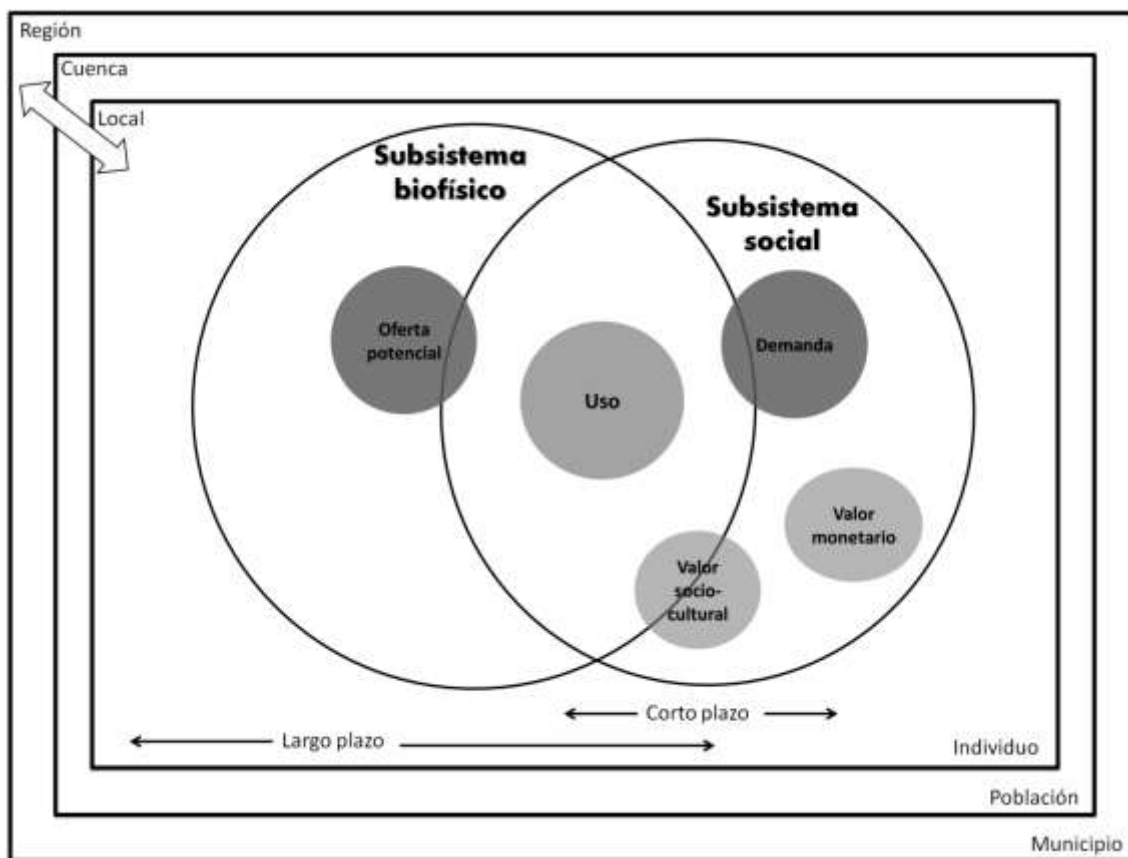 Región
Cuenca
Local
Subsistema
biofísico
Subsistema
social
Oferta
potencial
Demanda
Uso
Valor
monetario
Valor
socio-
cultural
Corto plazo
Largo plazo
Individuo
Población
Municipio